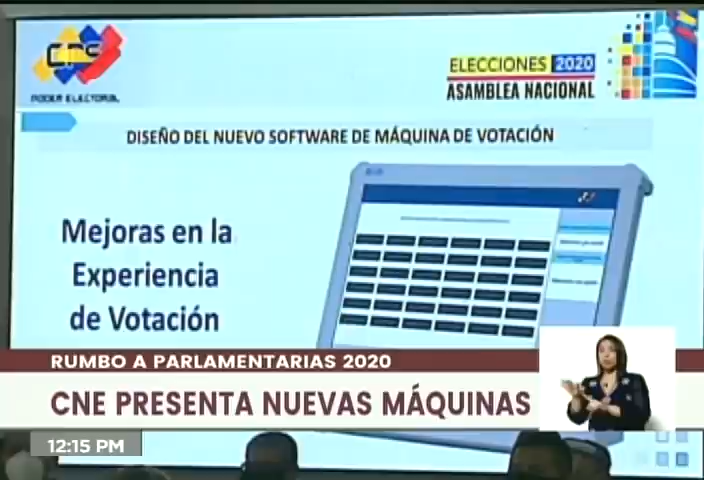 CNE
PODER ELECTORAL
ELECCIONES 2020
ASAMBLEA NACIONAL
DISEÑO DEL NUEVO SOFTWARE DE MÁQUINA DE VOTACIÓN
Mejoras en la
Experiencia
de Votación
RUMBO A PARLAMENTARIAS 2020
CNE PRESENTA NUEVAS MÁQUINAS
12:15 PM